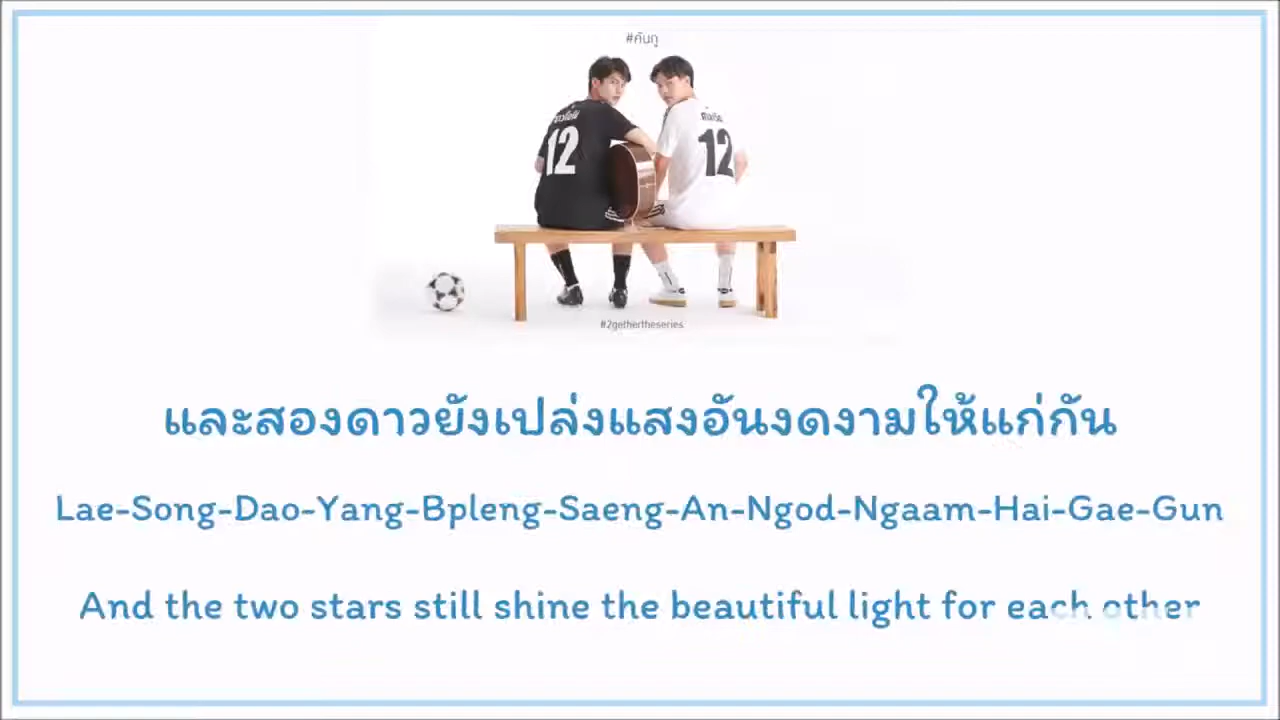 #คั่นกู
12
12
#2gethertheseries
และสองดาวยังเปล่งแสงอันงดงามให้แก่กัน
Lae-Song-Dao-Yang-Bpleng-Saeng-An-Ngod-Ngaam-Hai-Gae-Gun
And the two stars still shine the beautiful light for each other